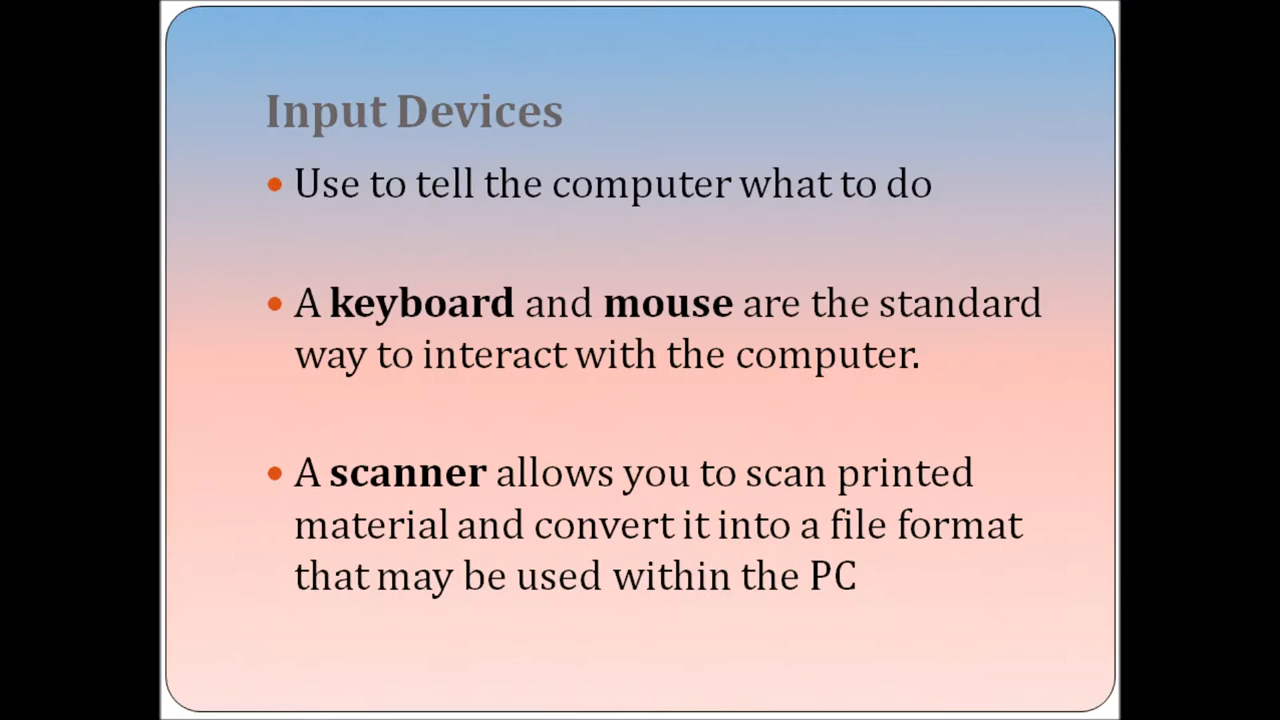 Input Devices
Use to tell the computer what to do
A keyboard and mouse are the standard
way to interact with the computer.
A scanner allows you to scan printed
material and convert it into a file format
that may be used within the PC